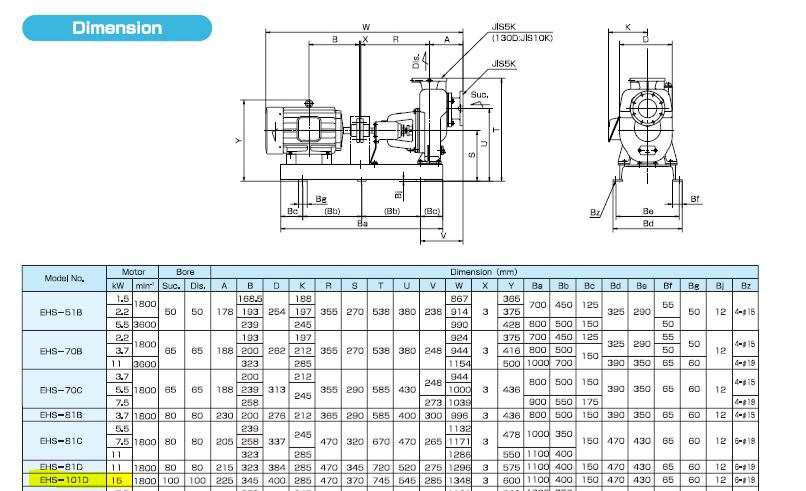 Dimension
W
B X R A
JIS5K
(130D:JIS10K)
JIS5K
Dis.
Suc.
Y
S
U
T
Bg
Bj
Bc (Bb) (Bb) (Bc)
Ba
V
K
D
Bz
Bf
Be
Bd
Model No. Motor Bore Dimension (mm)
kW min⁻¹ Suc. Dis. A B D K R S T U V W X Y Ba Bb Bc Bd Be Bf Bg Bj Bz
EHS-51B 1.5 1800 50 50 178 168.5 254 188 355 270 538 380 238 867 3 365 700 450 125 325 290 55 50 12 4-φ15
2.2 193 197 914 375
5.5 3600 239 245 990 428 800 500 150 50
EHS-70B 2.2 1800 65 65 188 193 262 197 355 270 538 380 248 924 3 375 700 450 125 325 290 55 50 12 4-φ15
3.7 200 212 944 416 800 500 150 50
11 3600 323 285 1154 500 1000 700 390 350 65 60 4-φ19
EHS-70C 3.7 1800 65 65 188 200 313 212 355 290 585 430 248 944 3 436 800 500 150 390 350 65 60 12 4-φ15
5.5 239 245 1000
7.5 258 273 1039 900 550 175 4-φ19
EHS-81B 3.7 1800 80 80 230 200 276 212 365 290 585 400 300 996 3 436 800 500 150 390 350 65 60 12 4-φ15
EHS-81C 5.5 1800 80 80 205 239 337 245 470 320 670 470 265 1132 3 478 1000 350 150 470 430 65 60 12 6-φ19
7.5 258 1171
11 323 285 1286 550 1100 400
EHS-81D 11 1800 80 80 215 323 384 285 470 345 720 520 275 1296 3 575 1100 400 150 470 430 65 60 12 6-φ19
EHS-101D 15 1800 100 100 225 345 400 285 470 370 745 545 285 1348 3 600 1100 400 150 470 430 65 60 12 6-φ19